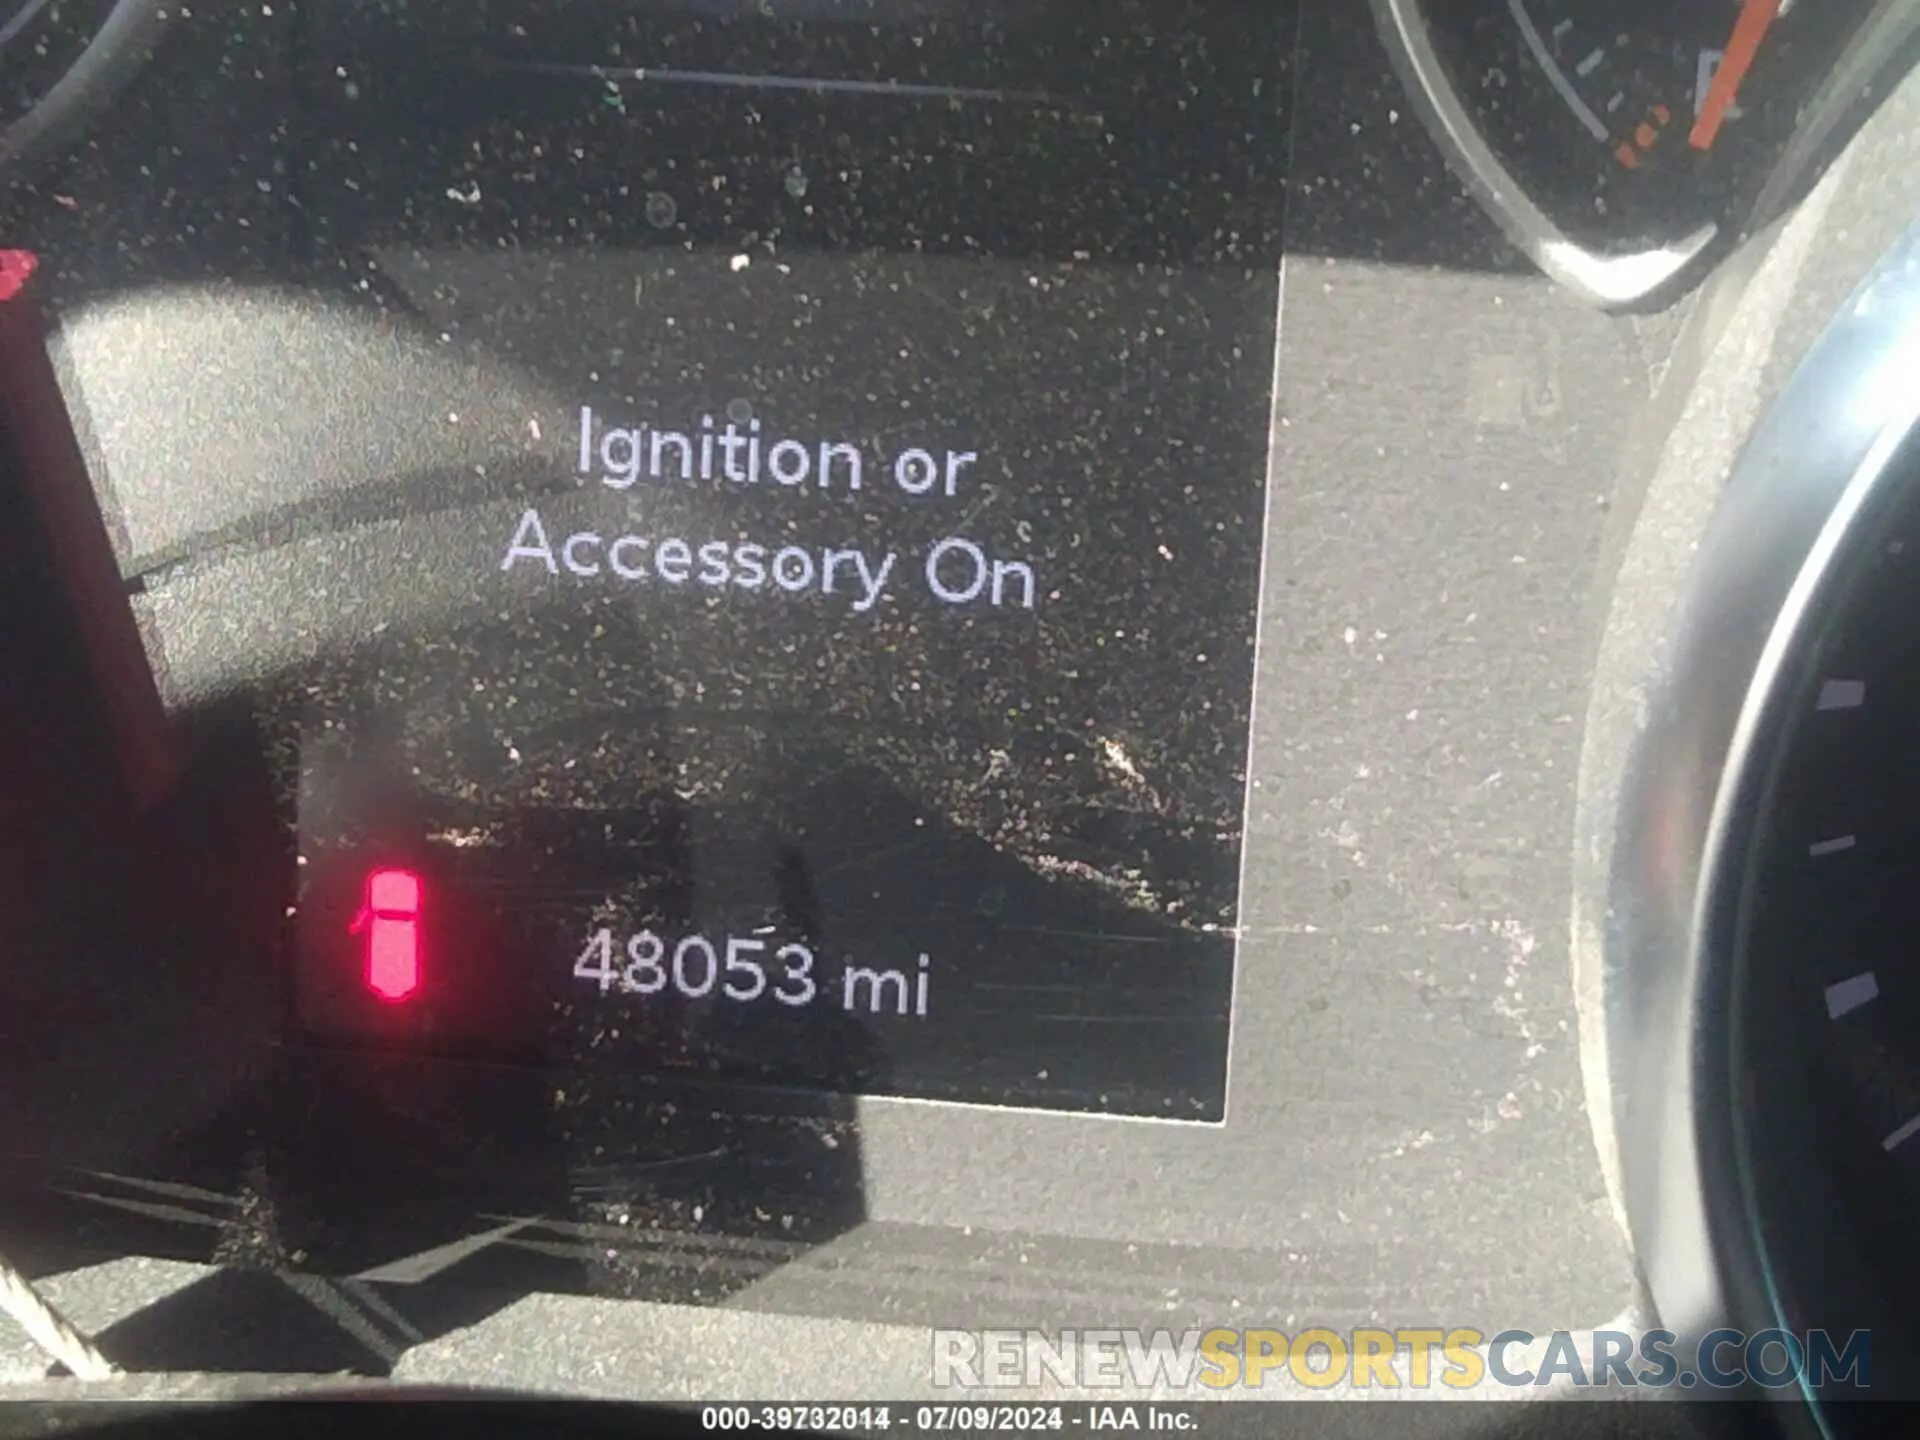 Ignition or
Accessory On
48053 mi
RENEWSPORTSCARS.COM
000-39732014 - 07/09/2024 - IAA Inc.